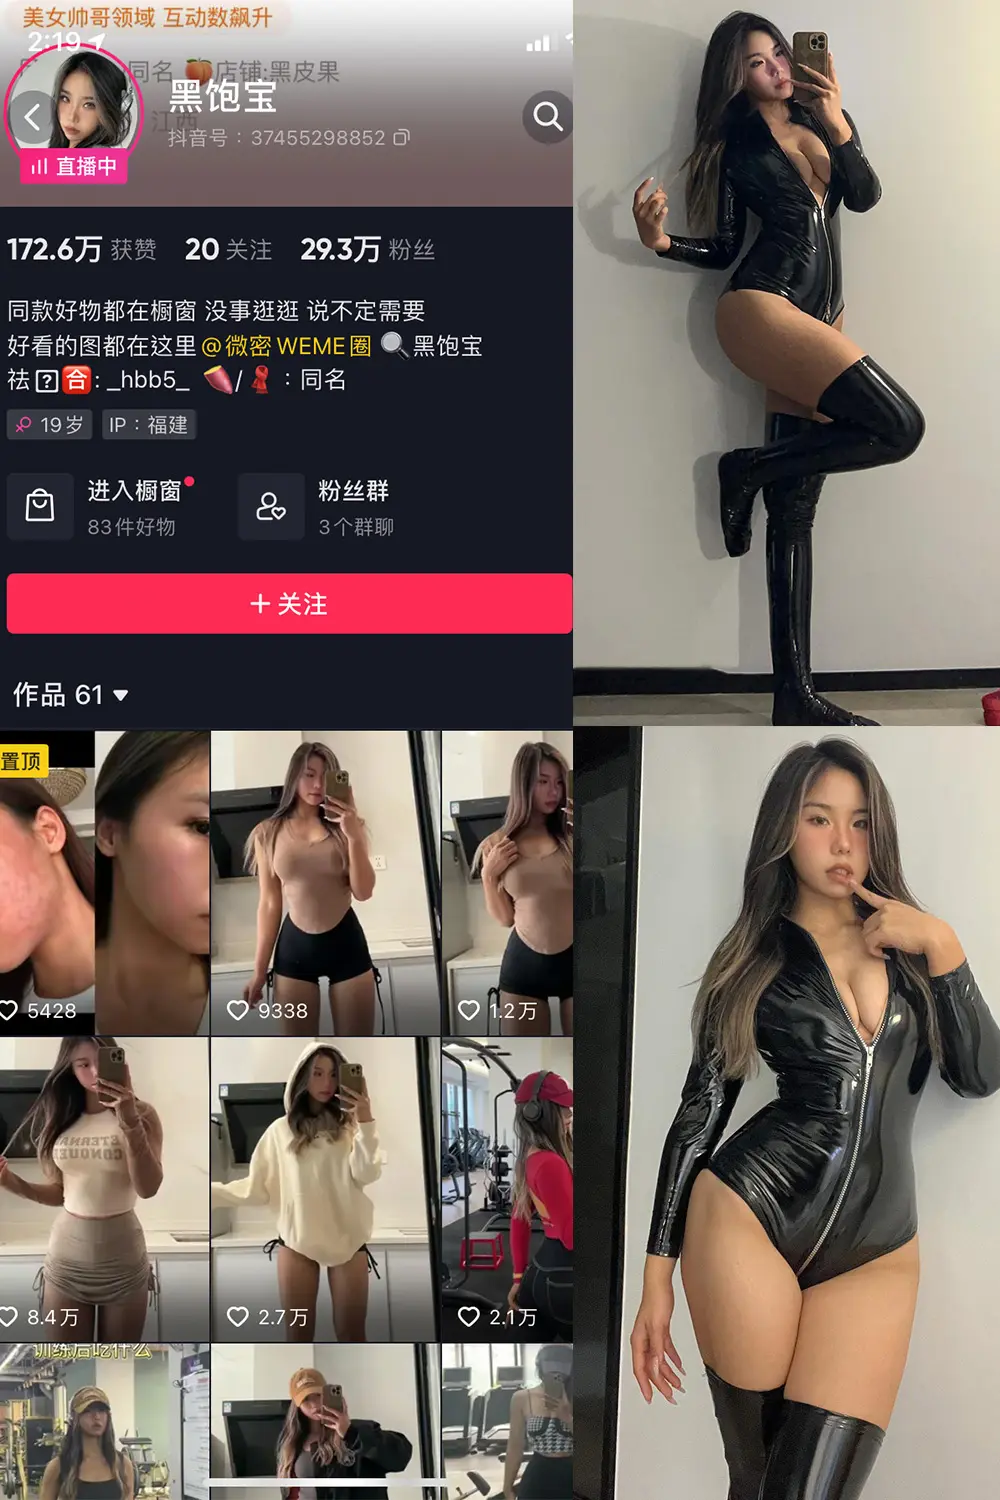 美女帅哥领域 互动数飙升
2:19
同名 🍑店铺:黑皮果
黑饱宝
江西
抖音号：37455298852
直播中
172.6万 获赞 20 关注 29.3万 粉丝
同款好物都在橱窗 没事逛逛 说不定需要
好看的图都在这里@微密 WEME圈 🔍黑饱宝
祛?合: _hbb5_ 🍠/🧣：同名
19岁 IP：福建
进入橱窗 粉丝群
83件好物 3个群聊
+ 关注
作品 61
置顶
5428 9338 1.2万
ETERNAL
8.4万 2.7万 2.1万
训练后吃什么